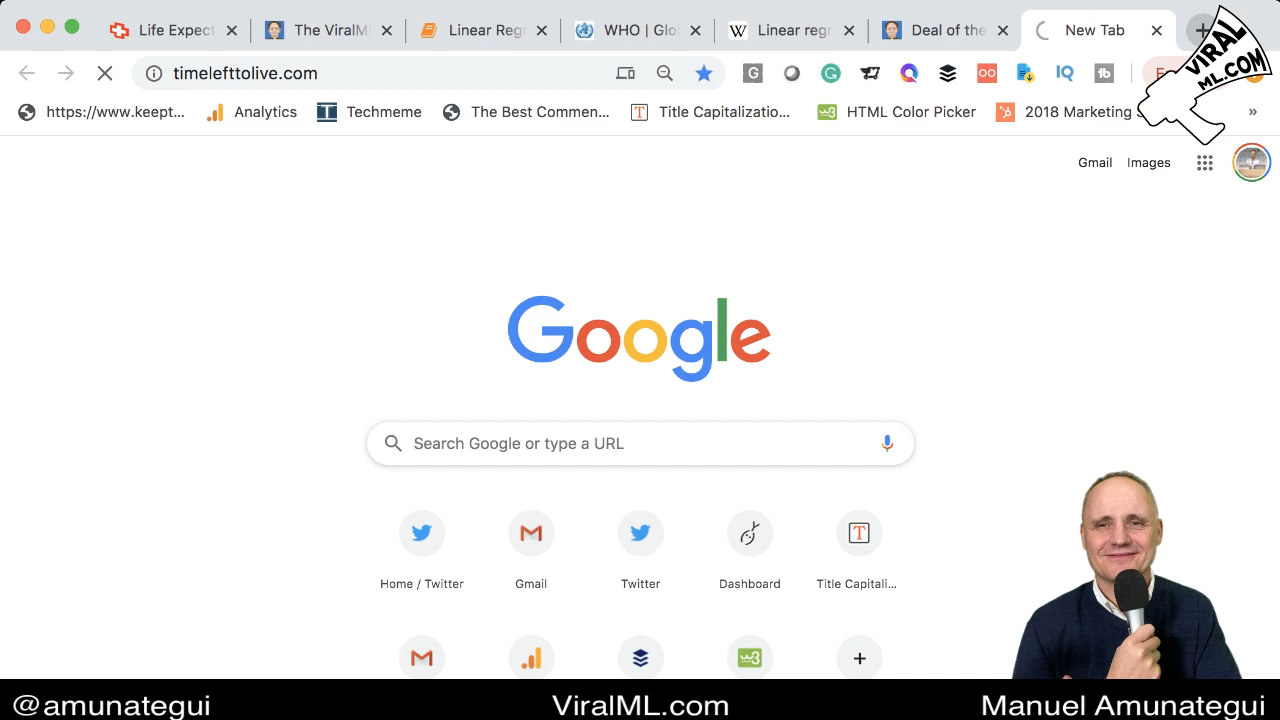 Life Expect
The ViralMl
Linear Regr
WHO | Glo
Linear regr
Deal of the
New Tab
timelefttolive.com
VIRAL
ML.COM
https://www.keept...
Analytics
Techmeme
The Best Commen...
Title Capitalizatio...
HTML Color Picker
2018 Marketing
Gmail
Images
Google
Search Google or type a URL
Home / Twitter
Gmail
Twitter
Dashboard
Title Capitali...
@amunategui
ViralML.com
Manuel Amunategui